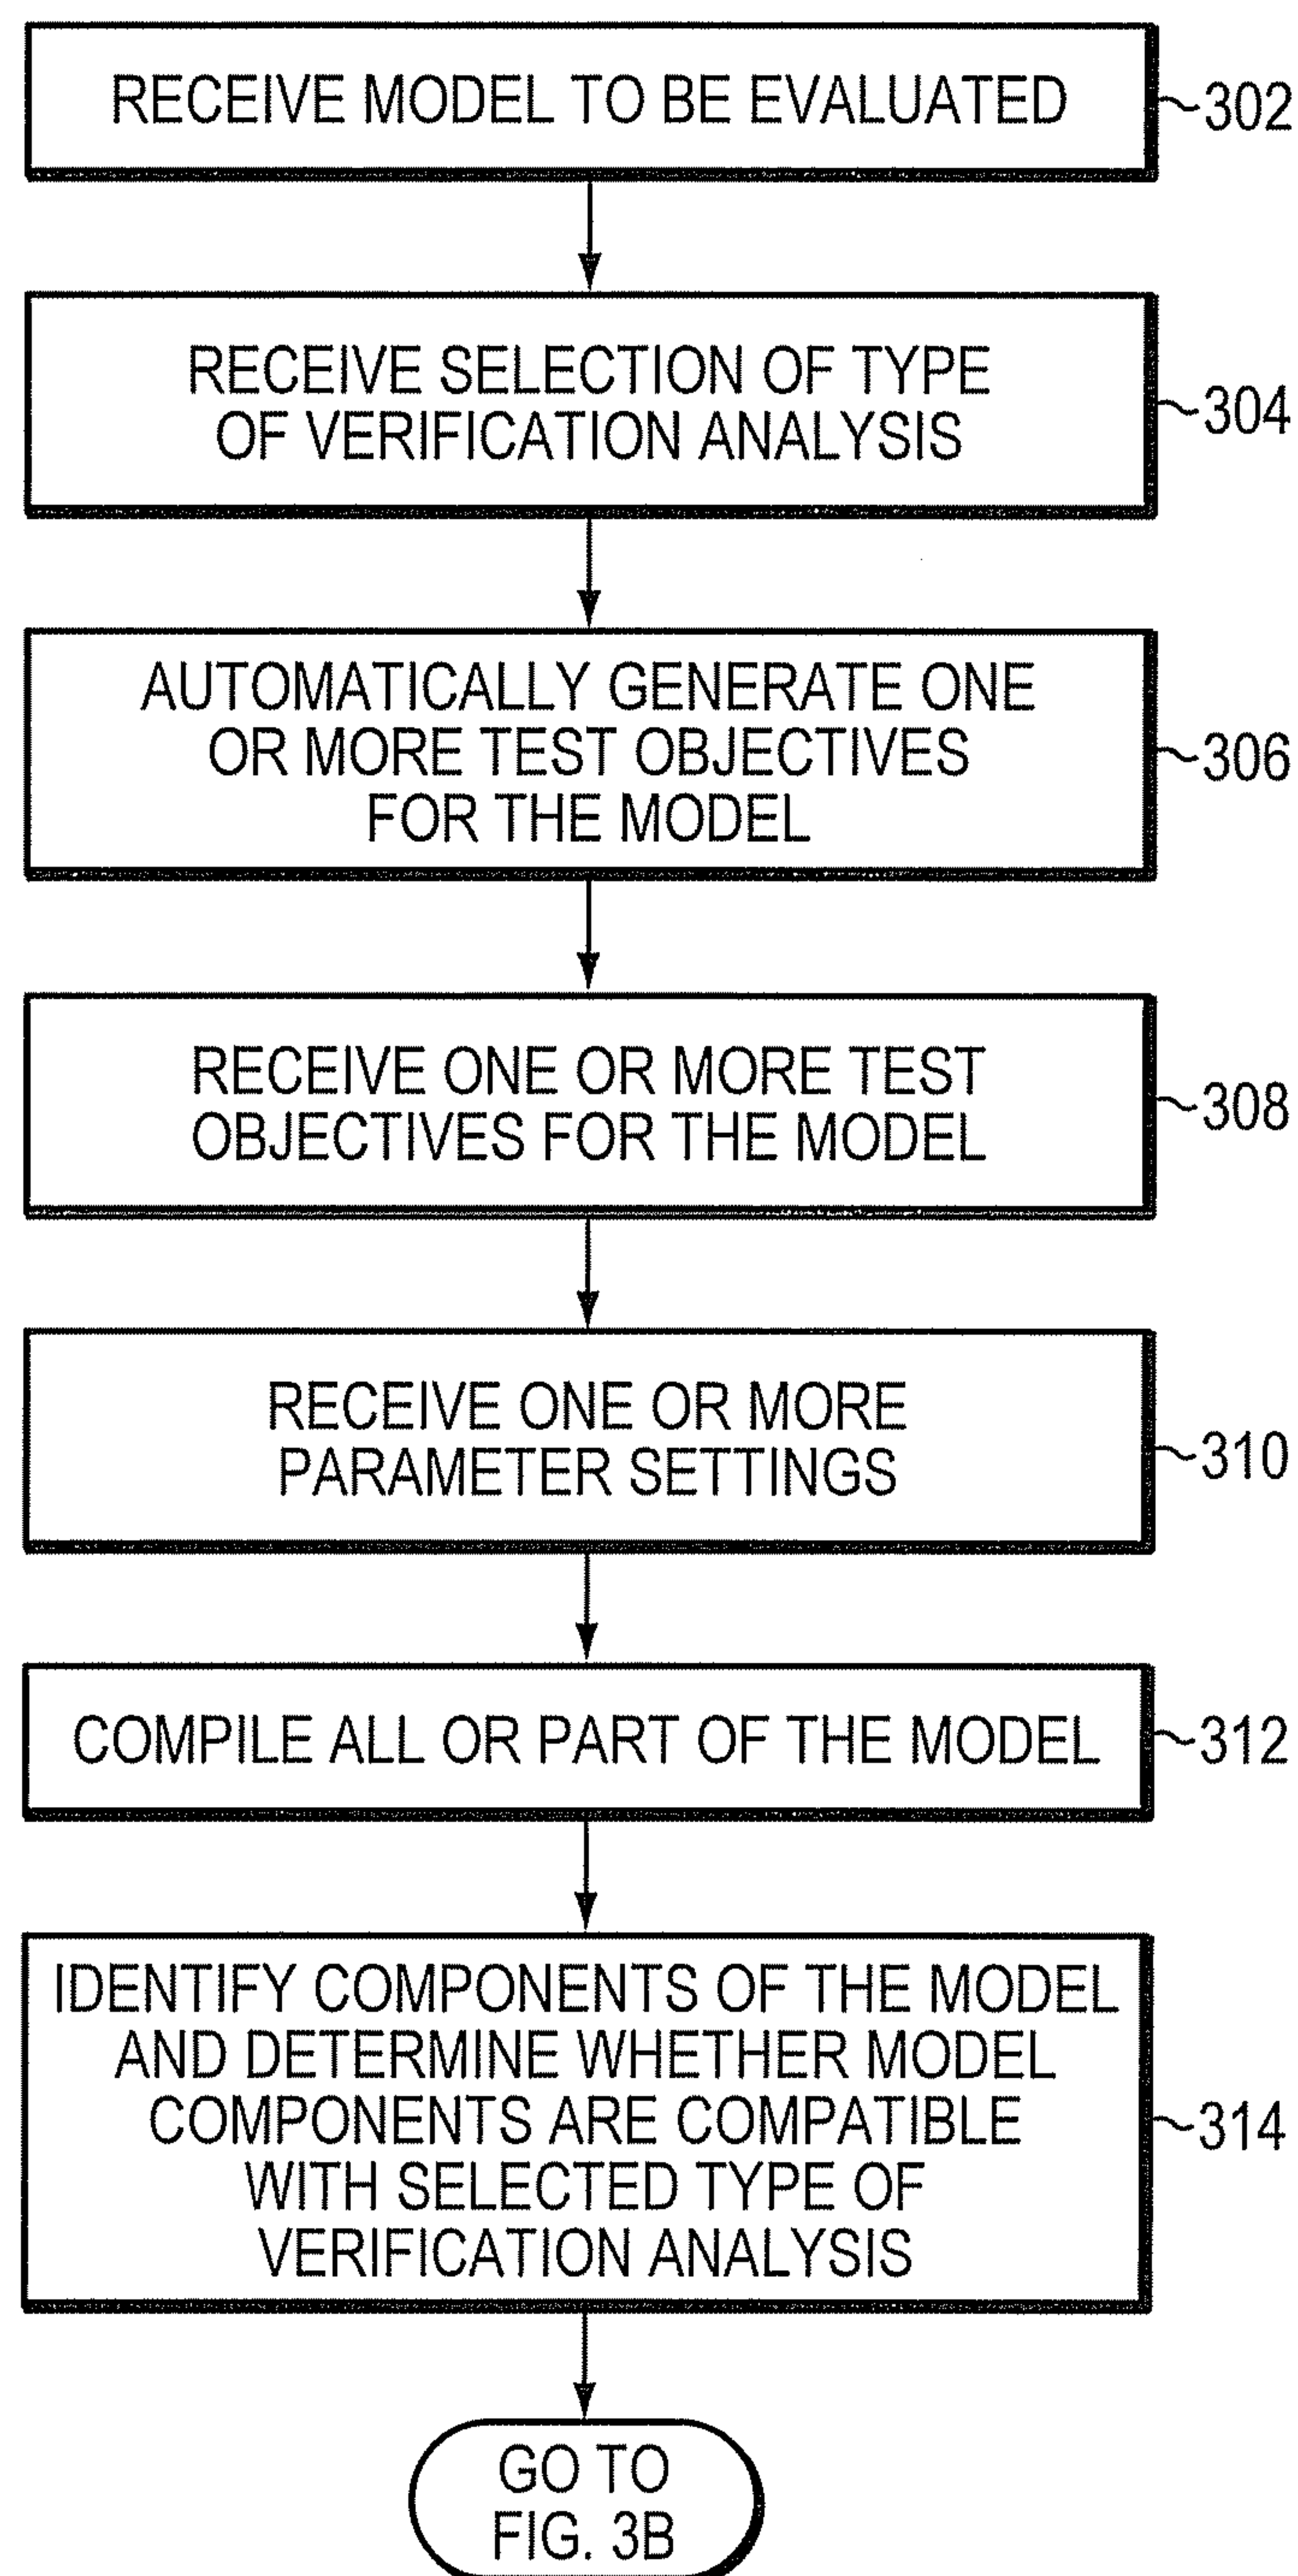 RECEIVE MODEL TO BE EVALUATED
302
RECEIVE SELECTION OF TYPE
OF VERIFICATION ANALYSIS
304
AUTOMATICALLY GENERATE ONE
OR MORE TEST OBJECTIVES
FOR THE MODEL
306
RECEIVE ONE OR MORE TEST
OBJECTIVES FOR THE MODEL
308
RECEIVE ONE OR MORE
PARAMETER SETTINGS
310
COMPILE ALL OR PART OF THE MODEL
312
IDENTIFY COMPONENTS OF THE MODEL
AND DETERMINE WHETHER MODEL
COMPONENTS ARE COMPATIBLE
WITH SELECTED TYPE OF
VERIFICATION ANALYSIS
314
GO TO
FIG. 3B